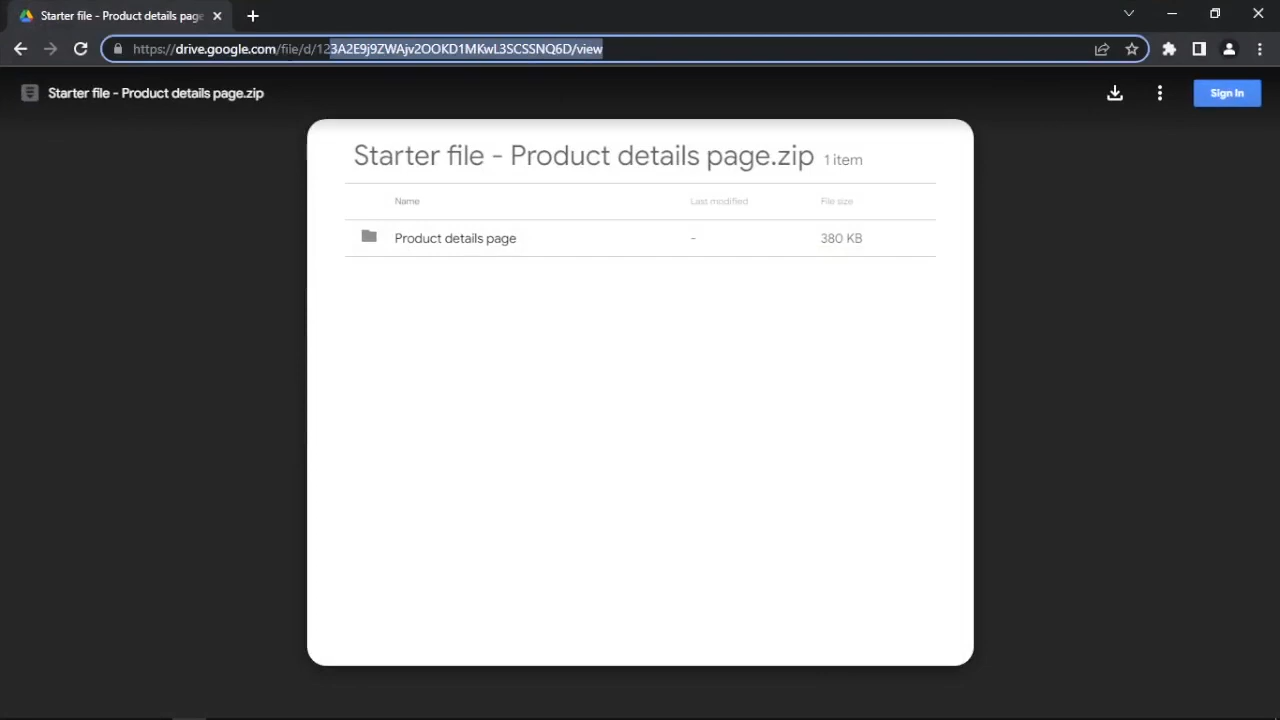 Starter file - Product details page
https://drive.google.com/file/d/123A2E9j9ZWAjv2OOKD1MKwL3SCSSNQ6D/view
Starter file - Product details page.zip
Sign In
Starter file - Product details page.zip 1 item
Name Last modified File size
Product details page - 380 KB